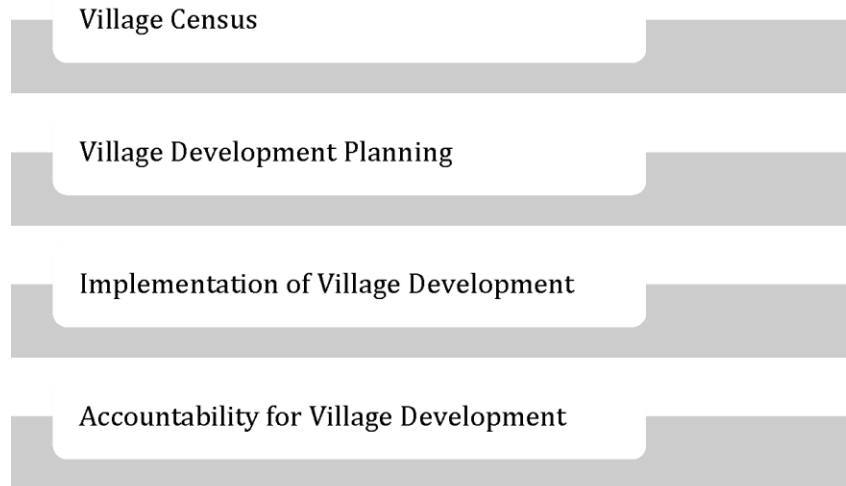 Village Census
Village Development Planning
Implementation of Village Development
Accountability for Village Development